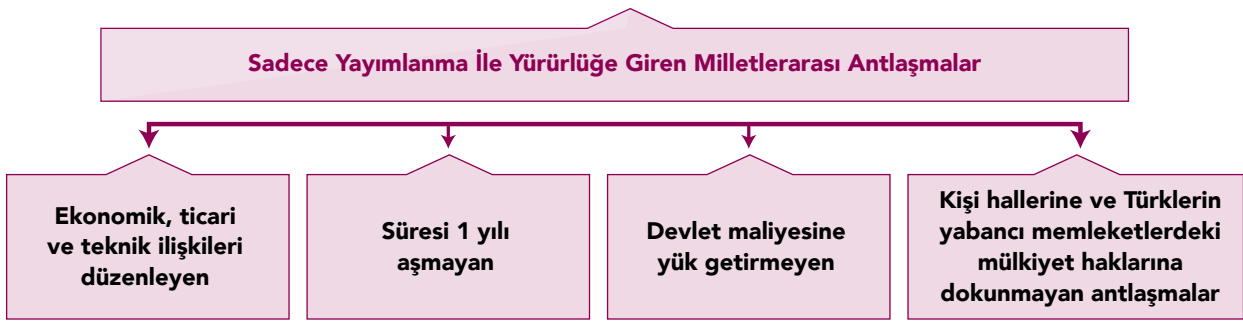 Sadece Yayımlanma İle Yürürlüğe Giren Milletlerarası Antlaşmalar
Ekonomik, ticari
ve teknik ilişkileri
düzenleyen
Süresi 1 yılı
aşmayan
Devlet maliyesine
yük getirmeyen
Kişi hallerine ve Türklerin
yabancı memleketlerdeki
mülkiyet haklarına
dokunmayan antlaşmalar